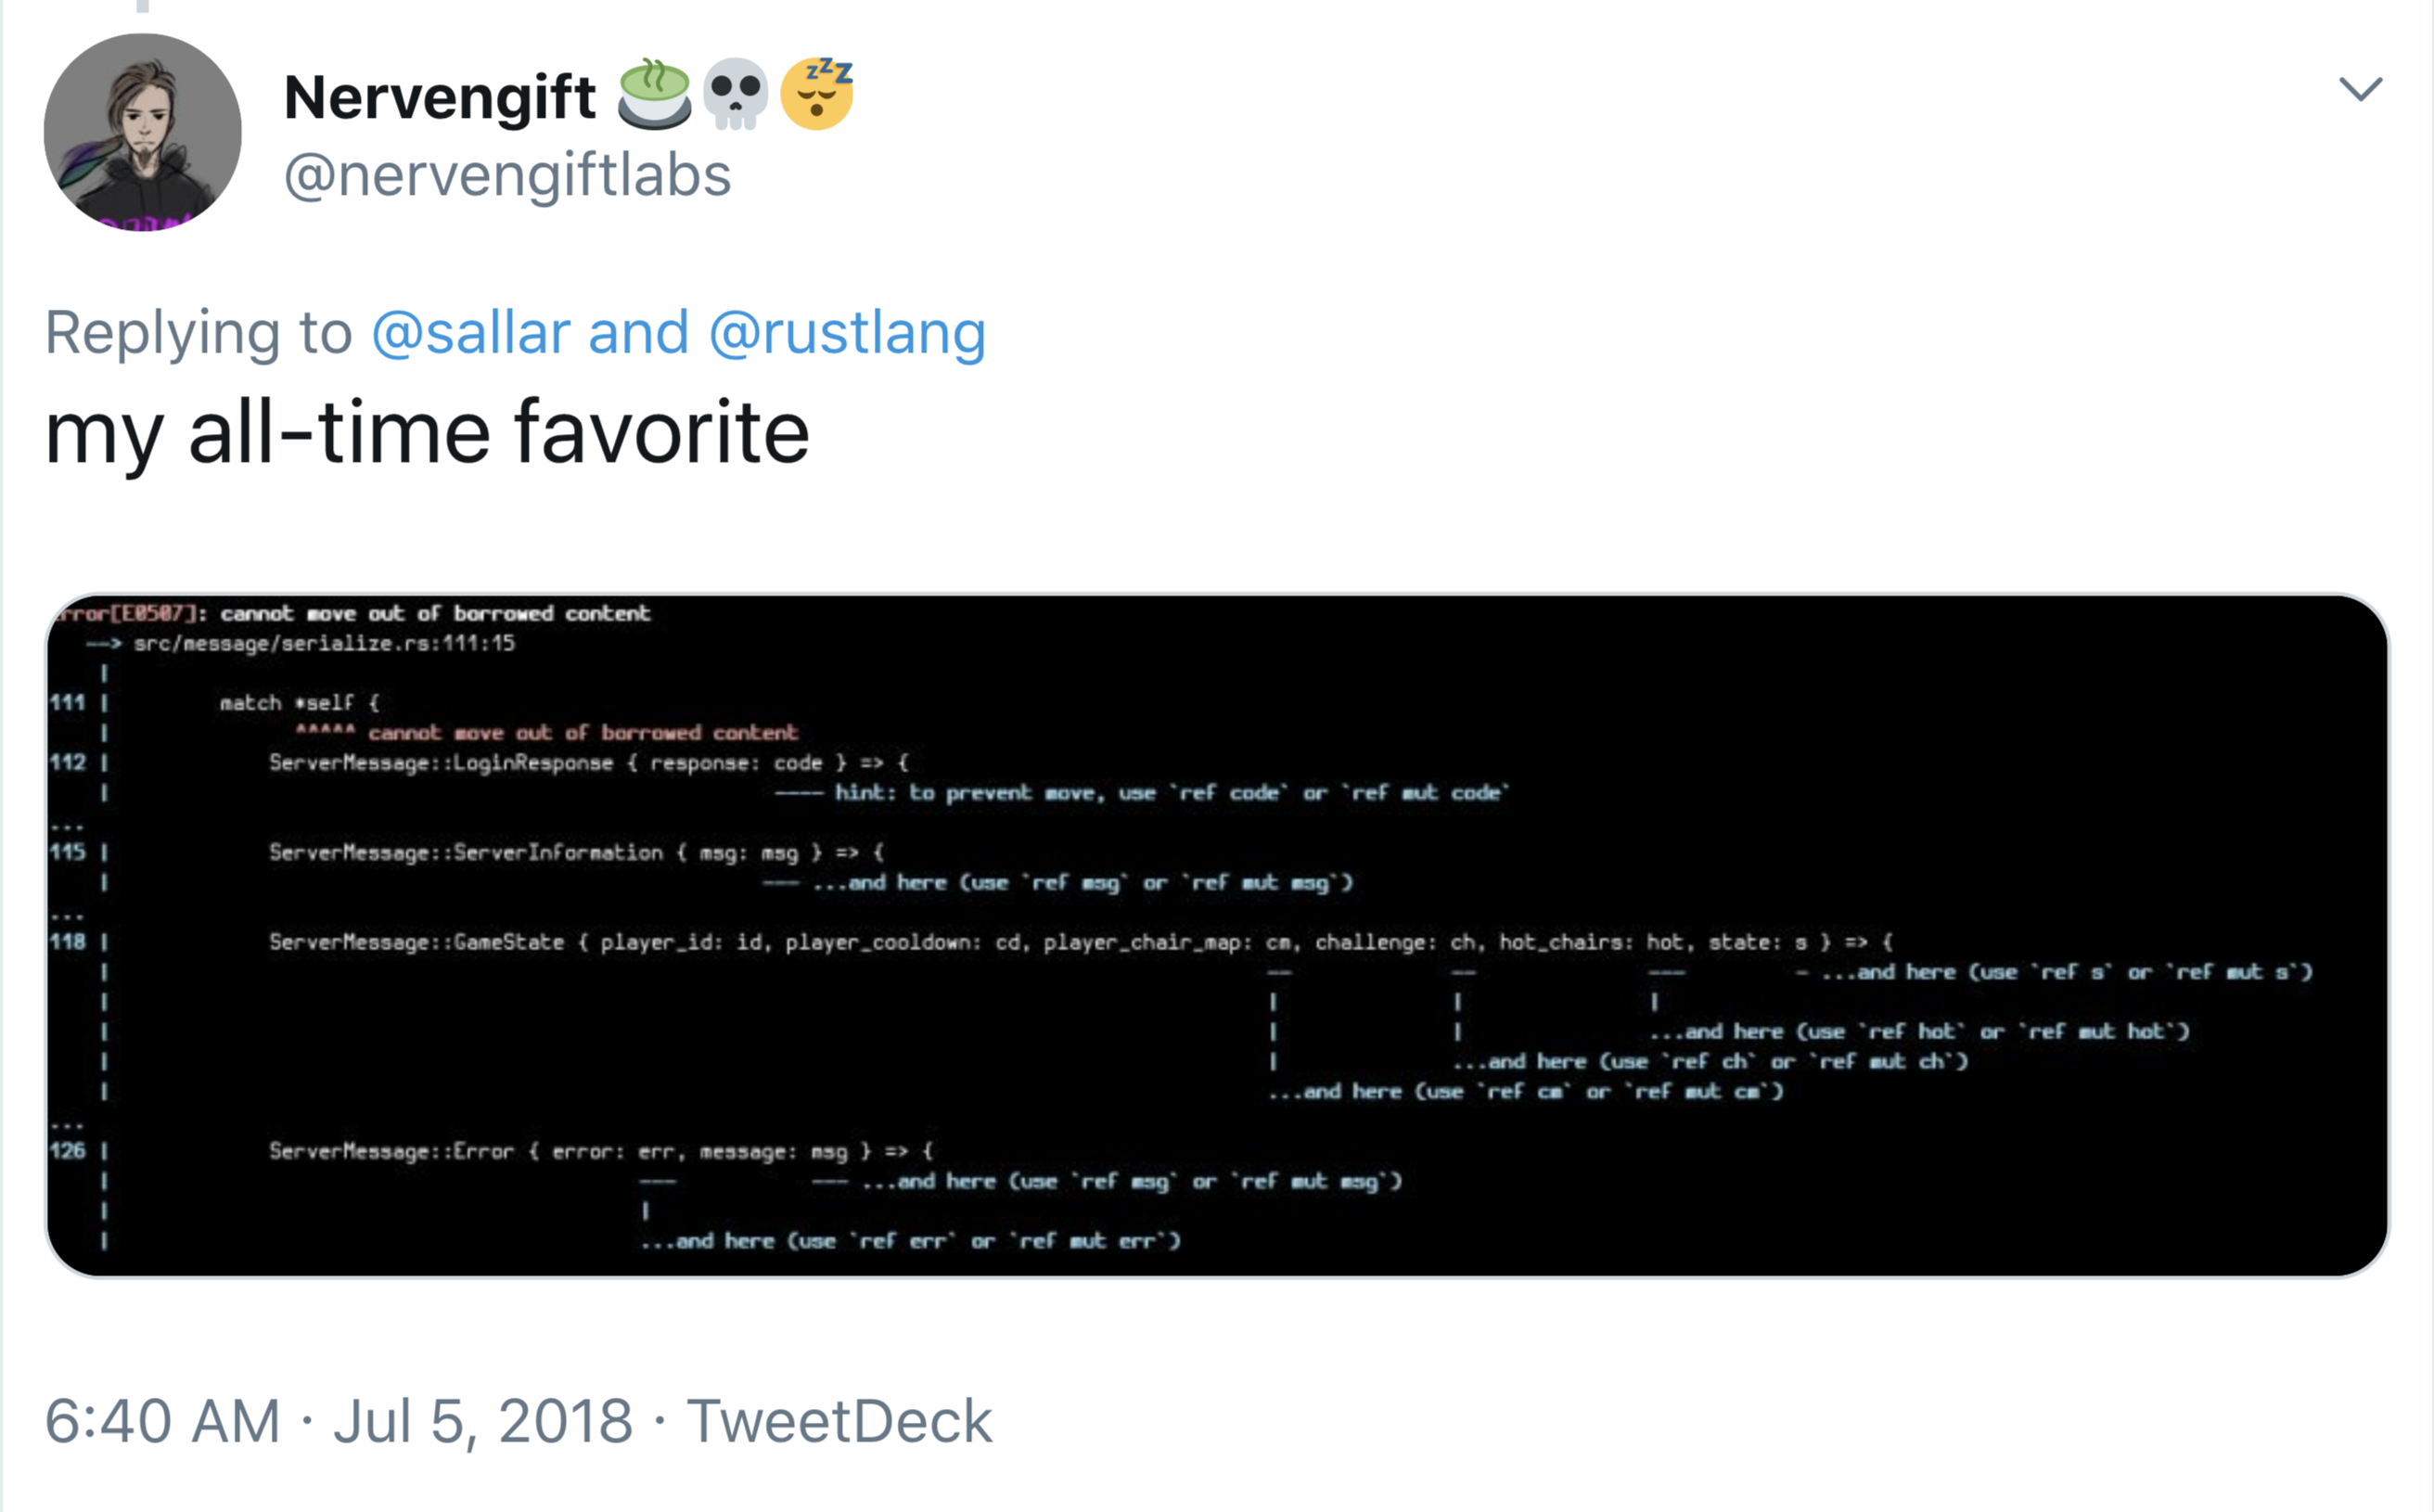 Nervengift 🍵💀😴
@nervengiftlabs
Replying to @sallar and @rustlang
my all-time favorite
rror[E0507]: cannot move out of borrowed content
--> src/message/serialize.rs:111:15
|
111 | match *self {
| ^^^^^ cannot move out of borrowed content
112 | ServerMessage::LoginResponse { response: code } => {
| ---- hint: to prevent move, use `ref code` or `ref mut code`
...
115 | ServerMessage::ServerInformation { msg: msg } => {
| --- ...and here (use `ref msg` or `ref mut msg`)
...
118 | ServerMessage::GameState { player_id: id, player_cooldown: cd, player_chair_map: cm, challenge: ch, hot_chairs: hot, state: s } => {
| -- -- --- - ...and here (use `ref s` or `ref mut s`)
| | | |
| | | ...and here (use `ref hot` or `ref mut hot`)
| | ...and here (use `ref ch` or `ref mut ch`)
| ...and here (use `ref cm` or `ref mut cm`)
...
126 | ServerMessage::Error { error: err, message: msg } => {
| --- --- ...and here (use `ref msg` or `ref mut msg`)
| |
| ...and here (use `ref err` or `ref mut err`)
6:40 AM · Jul 5, 2018 · TweetDeck